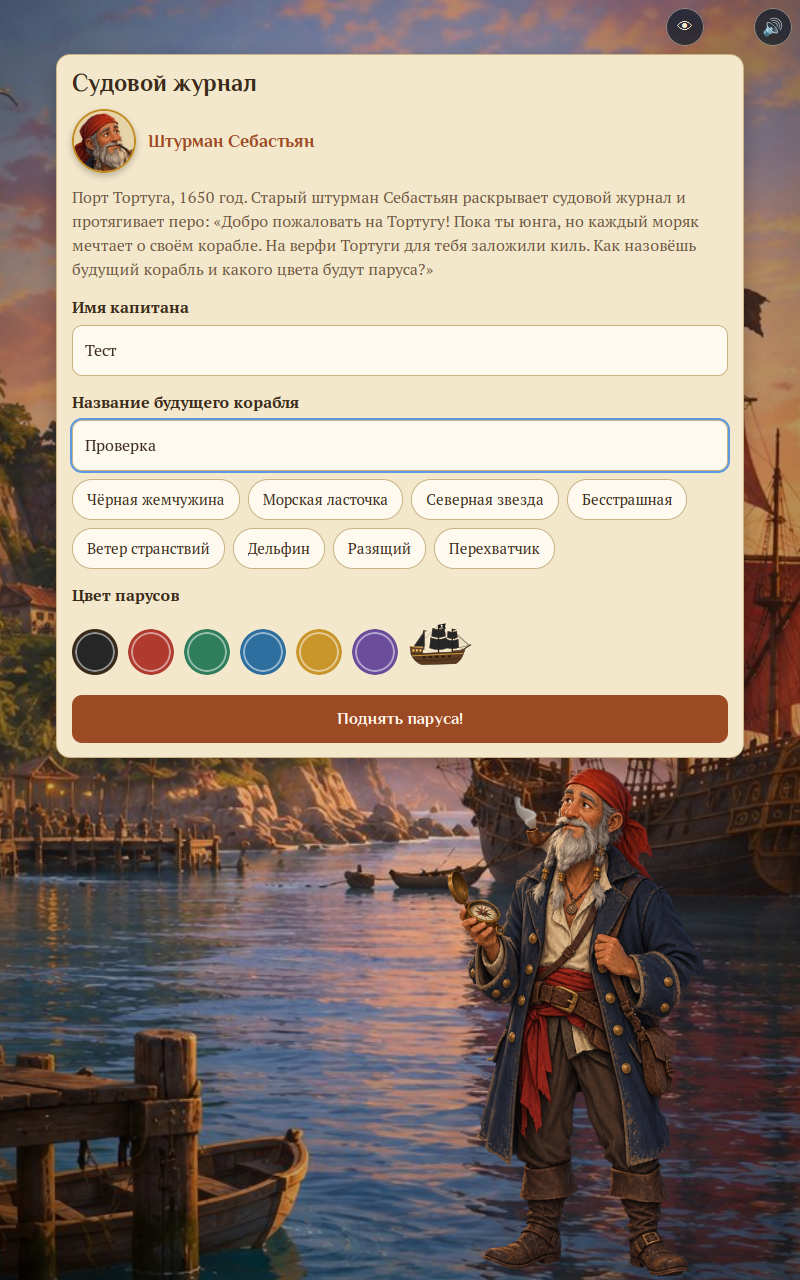 Судовой журнал
Штурман Себастьян
Порт Тортуга, 1650 год. Старый штурман Себастьян раскрывает судовой журнал и
протягивает перо: «Добро пожаловать на Тортугу! Пока ты юнга, но каждый моряк
мечтает о своём корабле. На верфи Тортуги для тебя заложили киль. Как назовёшь
будущий корабль и какого цвета будут паруса?»
Имя капитана
Тест
Название будущего корабля
Проверка
Чёрная жемчужина Морская ласточка Северная звезда Бесстрашная
Ветер странствий Дельфин Разящий Перехватчик
Цвет парусов
Поднять паруса!